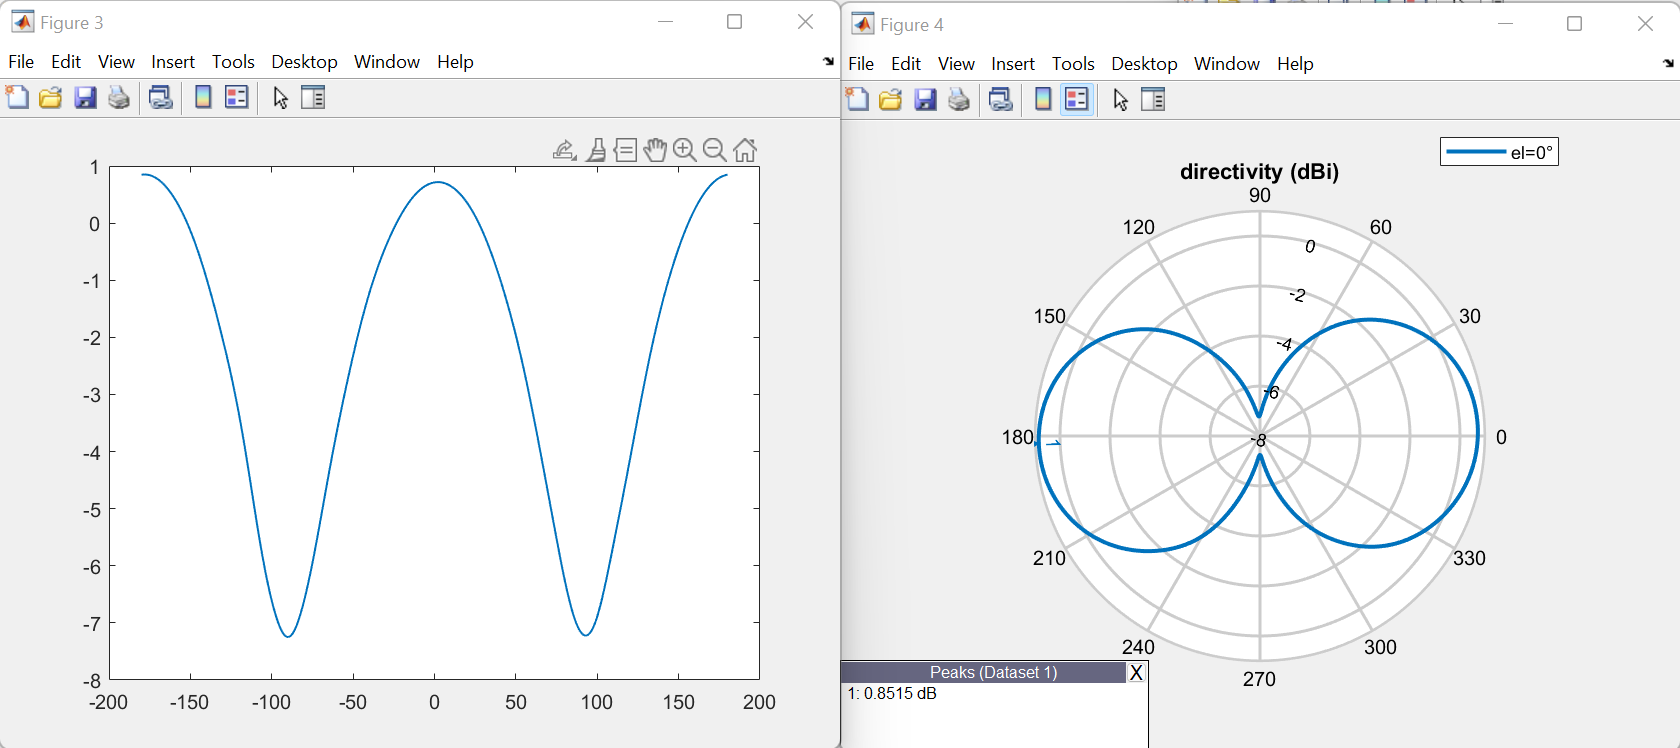 Figure 3
File Edit View Insert Tools Desktop Window Help
1
0
-1
-2
-3
-4
-5
-6
-7
-8
-200 -150 -100 -50 0 50 100 150 200
Figure 4
File Edit View Insert Tools Desktop Window Help
el=0°
directivity (dBi)
90
120 60
0
-2
150 30
-4
-6
180 1 -8 0
210 330
240 300
270
Peaks (Dataset 1) X
1: 0.8515 dB